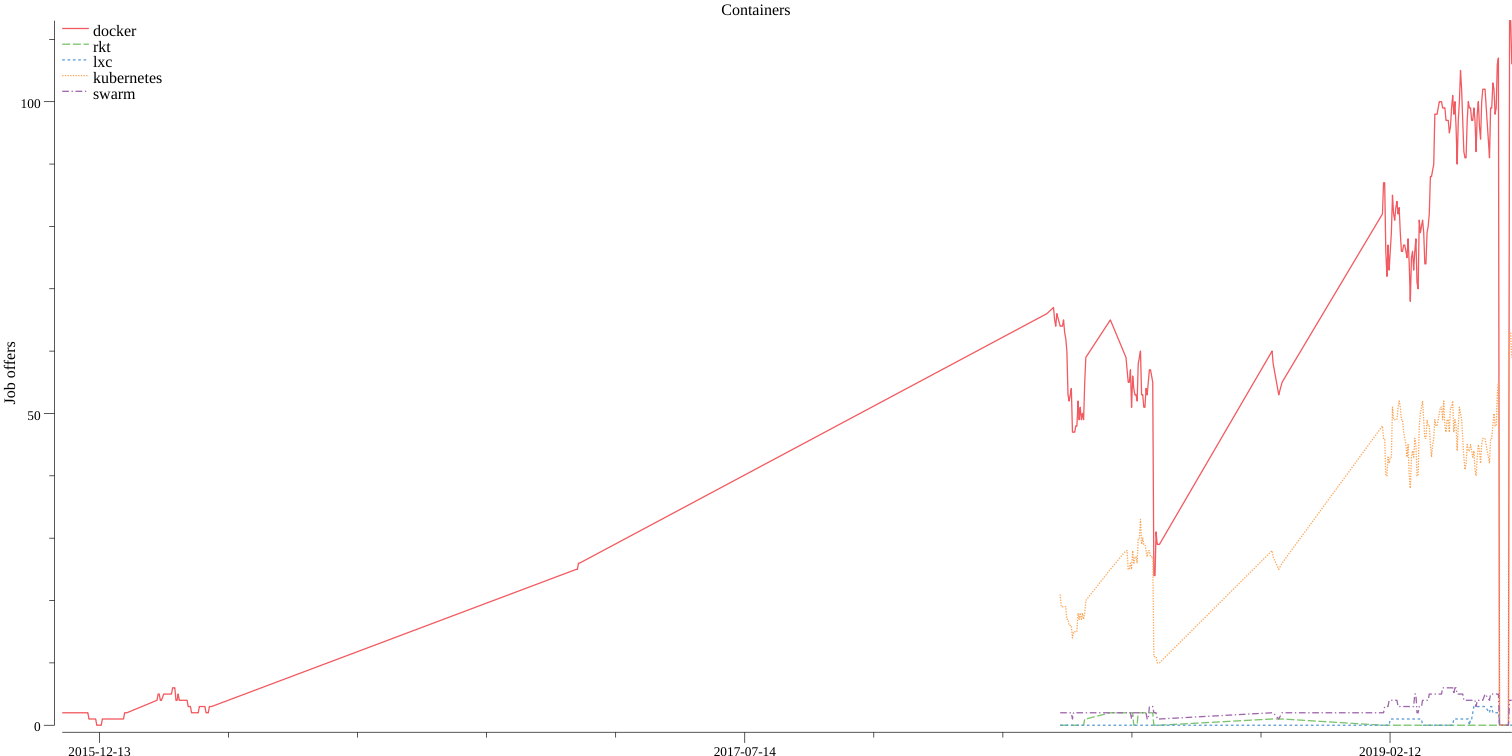 Containers
docker
rkt
lxc
kubernetes
swarm
100
50
0
Job offers
2015-12-13
2017-07-14
2019-02-12